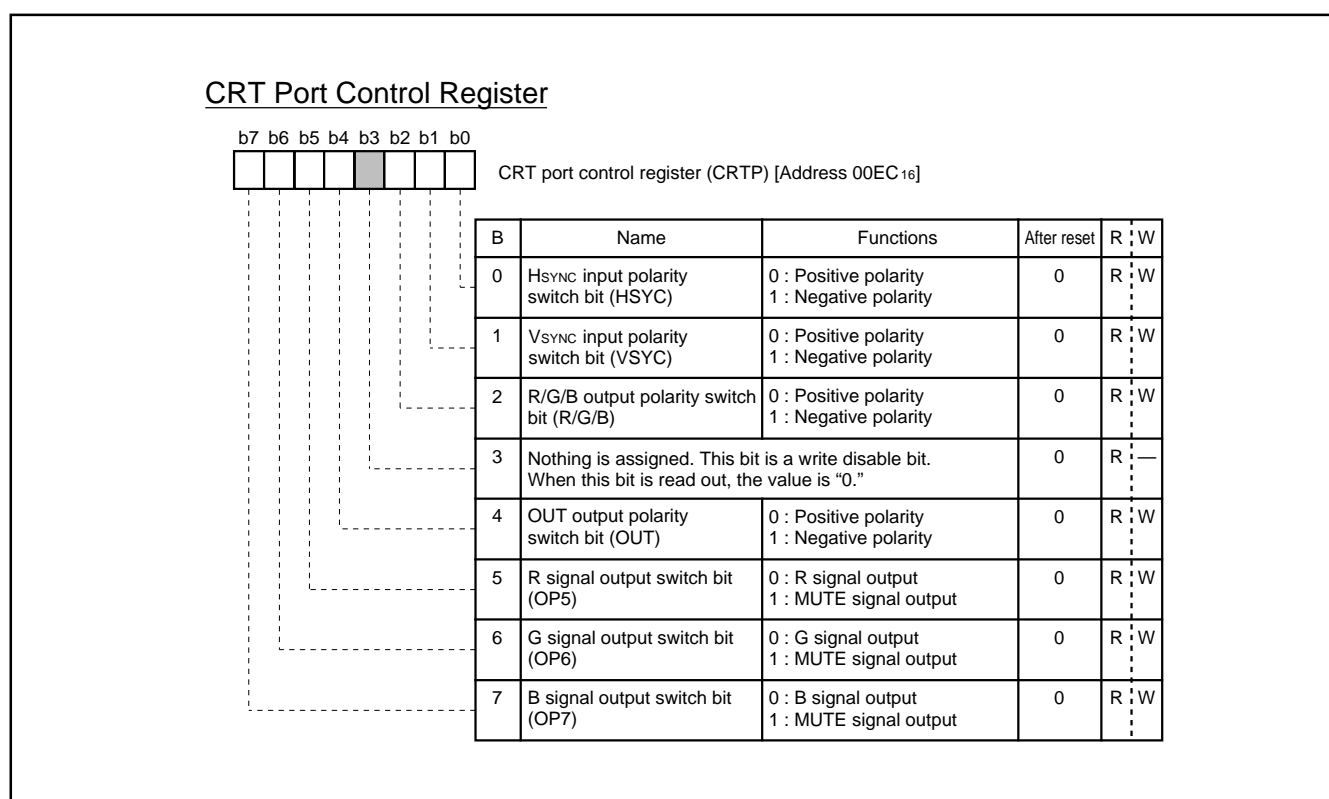 CRT Port Control Register
b7 b6 b5 b4 b3 b2 b1 b0
CRT port control register (CRTP) [Address 00EC16]
B Name Functions After reset R W
0 HSYNC input polarity switch bit (HSYC) 0 : Positive polarity 1 : Negative polarity 0 R W
1 VSYNC input polarity switch bit (VSYC) 0 : Positive polarity 1 : Negative polarity 0 R W
2 R/G/B output polarity switch bit (R/G/B) 0 : Positive polarity 1 : Negative polarity 0 R W
3 Nothing is assigned. This bit is a write disable bit. When this bit is read out, the value is “0.” 0 R —
4 OUT output polarity switch bit (OUT) 0 : Positive polarity 1 : Negative polarity 0 R W
5 R signal output switch bit (OP5) 0 : R signal output 1 : MUTE signal output 0 R W
6 G signal output switch bit (OP6) 0 : G signal output 1 : MUTE signal output 0 R W
7 B signal output switch bit (OP7) 0 : B signal output 1 : MUTE signal output 0 R W